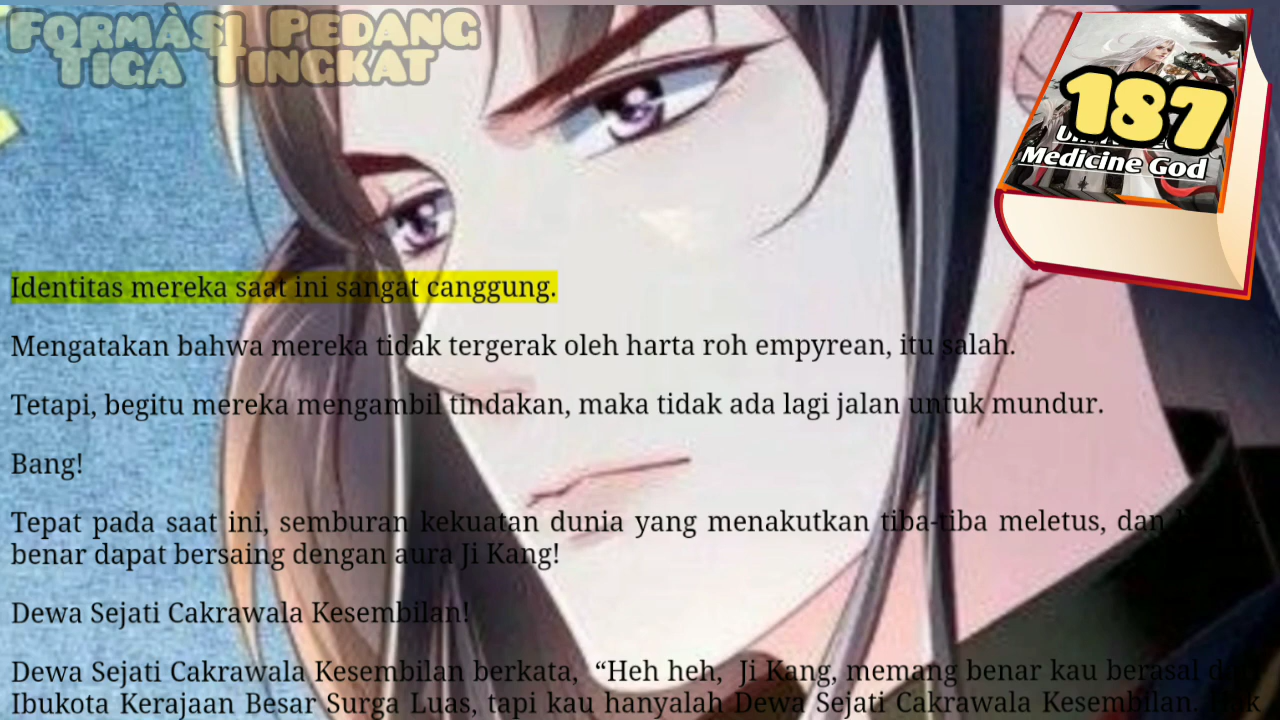 Formàsi Pedang
Tiga Tingkat
187
Medicine God
Identitas mereka saat ini sangat canggung.
Mengatakan bahwa mereka tidak tergerak oleh harta roh empyrean, itu salah.
Tetapi, begitu mereka mengambil tindakan, maka tidak ada lagi jalan untuk mundur.
Bang!
Tepat pada saat ini, semburan kekuatan dunia yang menakutkan tiba-tiba meletus, dan
benar dapat bersaing dengan aura Ji Kang!
Dewa Sejati Cakrawala Kesembilan!
Dewa Sejati Cakrawala Kesembilan berkata, “Heh heh, Ji Kang, memang benar kau berasal
Ibukota Kerajaan Besar Surga Luas, tapi kau hanyalah Dewa Sejati Cakrawala Kesembilan.